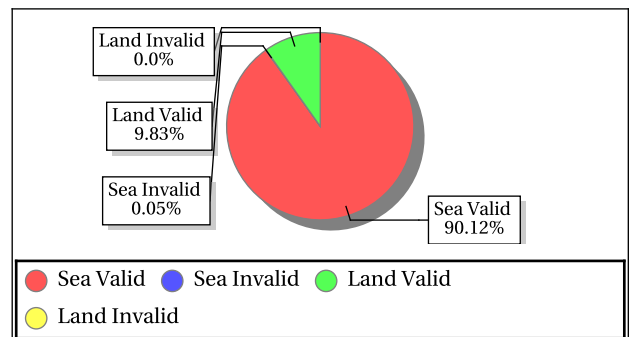 Land Invalid
0.0%
Land Valid
9.83%
Sea Invalid
0.05%
Sea Valid
90.12%
Sea Valid Sea Invalid Land Valid
Land Invalid